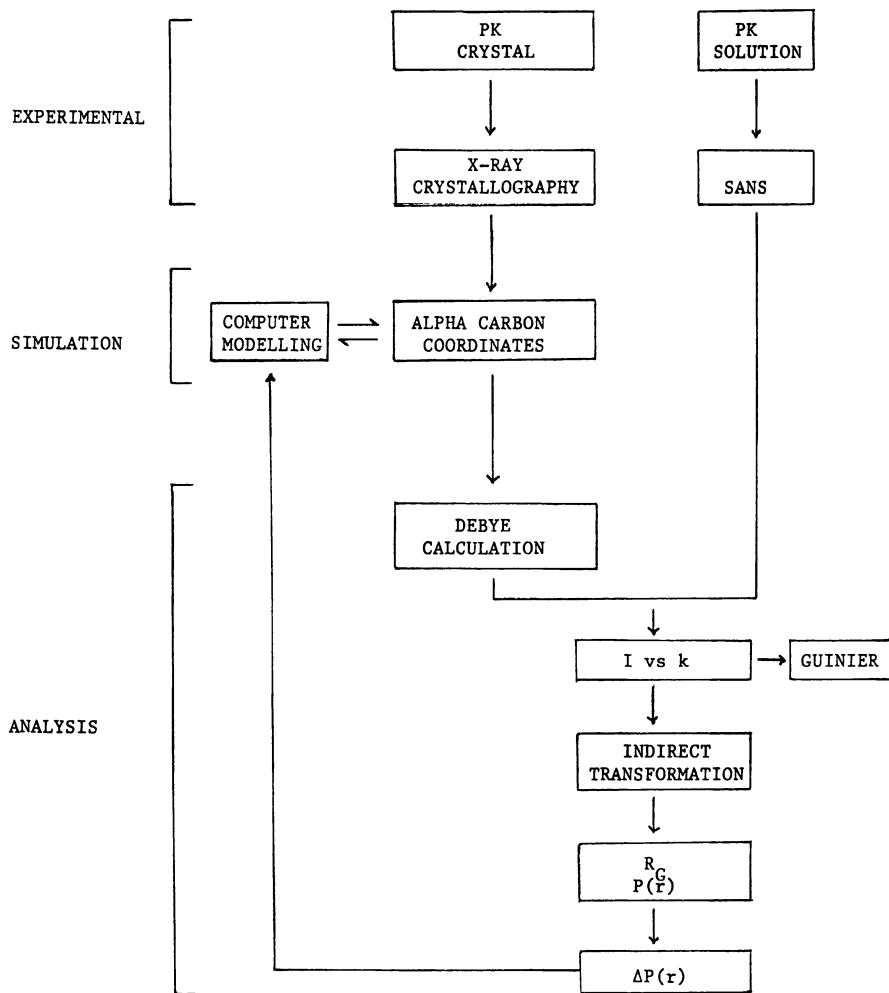 PK
CRYSTAL
PK
SOLUTION
EXPERIMENTAL
X-RAY
CRYSTALLOGRAPHY
SANS
SIMULATION
COMPUTER
MODELLING
ALPHA CARBON
COORDINATES
DEBYE
CALCULATION
I vs k
GUINIER
ANALYSIS
INDIRECT
TRANSFORMATION
R_G
P(r)
ΔP(r)